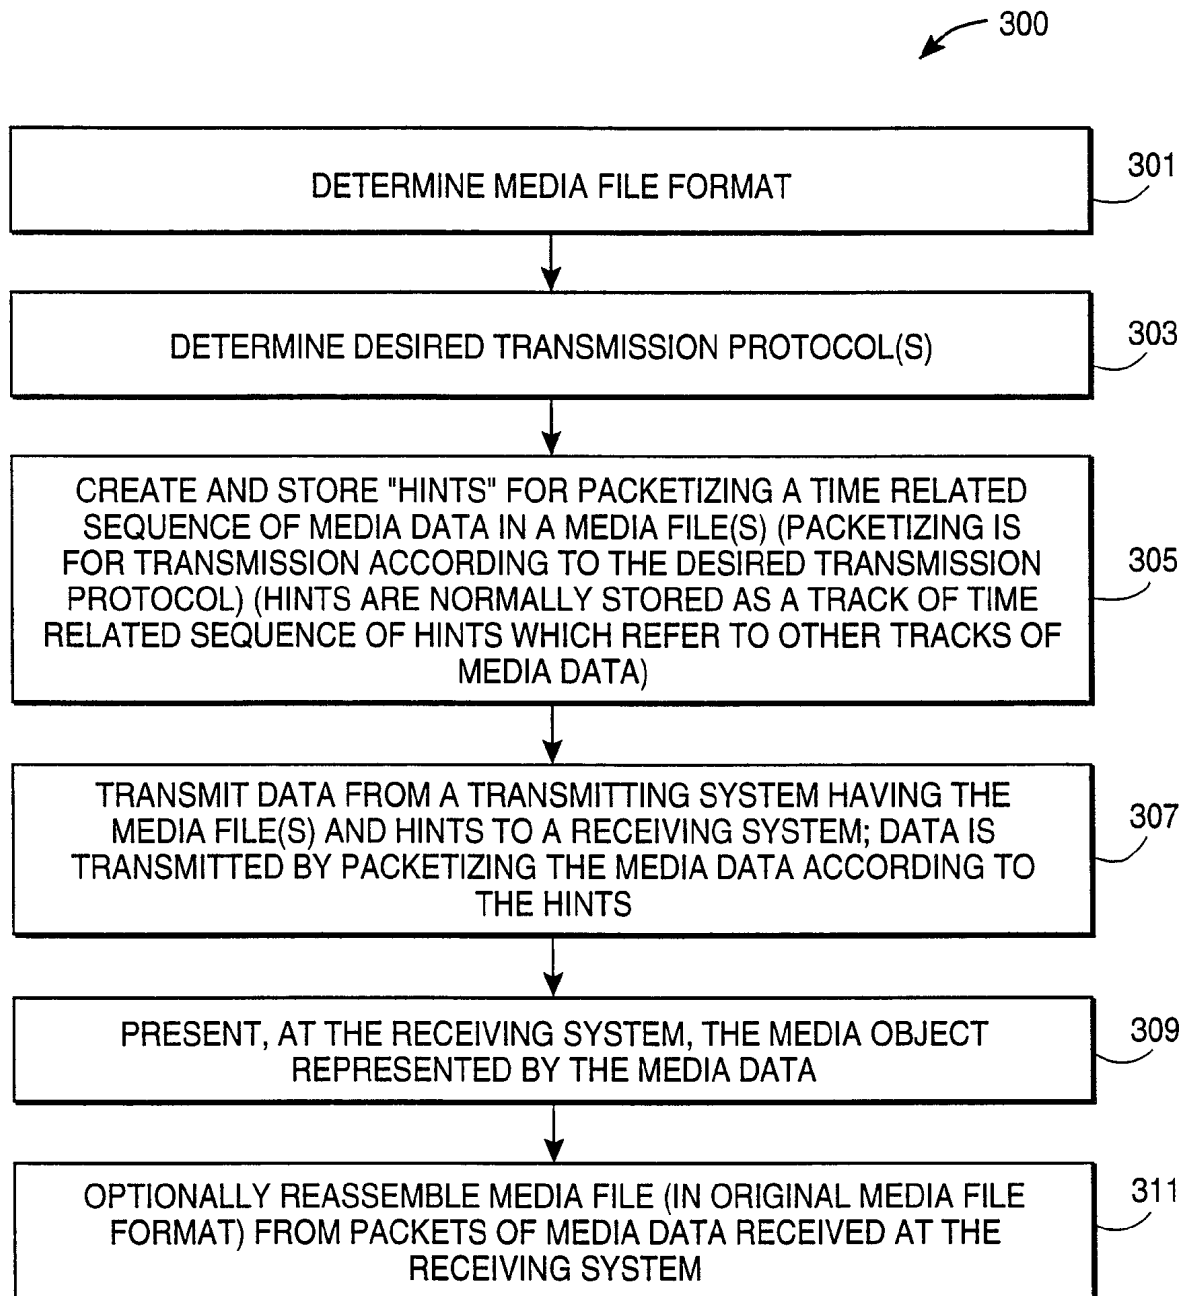 300
DETERMINE MEDIA FILE FORMAT
301
DETERMINE DESIRED TRANSMISSION PROTOCOL(S)
303
CREATE AND STORE "HINTS" FOR PACKETIZING A TIME RELATED
SEQUENCE OF MEDIA DATA IN A MEDIA FILE(S) (PACKETIZING IS
FOR TRANSMISSION ACCORDING TO THE DESIRED TRANSMISSION
PROTOCOL) (HINTS ARE NORMALLY STORED AS A TRACK OF TIME
RELATED SEQUENCE OF HINTS WHICH REFER TO OTHER TRACKS OF
MEDIA DATA)
305
TRANSMIT DATA FROM A TRANSMITTING SYSTEM HAVING THE
MEDIA FILE(S) AND HINTS TO A RECEIVING SYSTEM; DATA IS
TRANSMITTED BY PACKETIZING THE MEDIA DATA ACCORDING TO
THE HINTS
307
PRESENT, AT THE RECEIVING SYSTEM, THE MEDIA OBJECT
REPRESENTED BY THE MEDIA DATA
309
OPTIONALLY REASSEMBLE MEDIA FILE (IN ORIGINAL MEDIA FILE
FORMAT) FROM PACKETS OF MEDIA DATA RECEIVED AT THE
RECEIVING SYSTEM
311